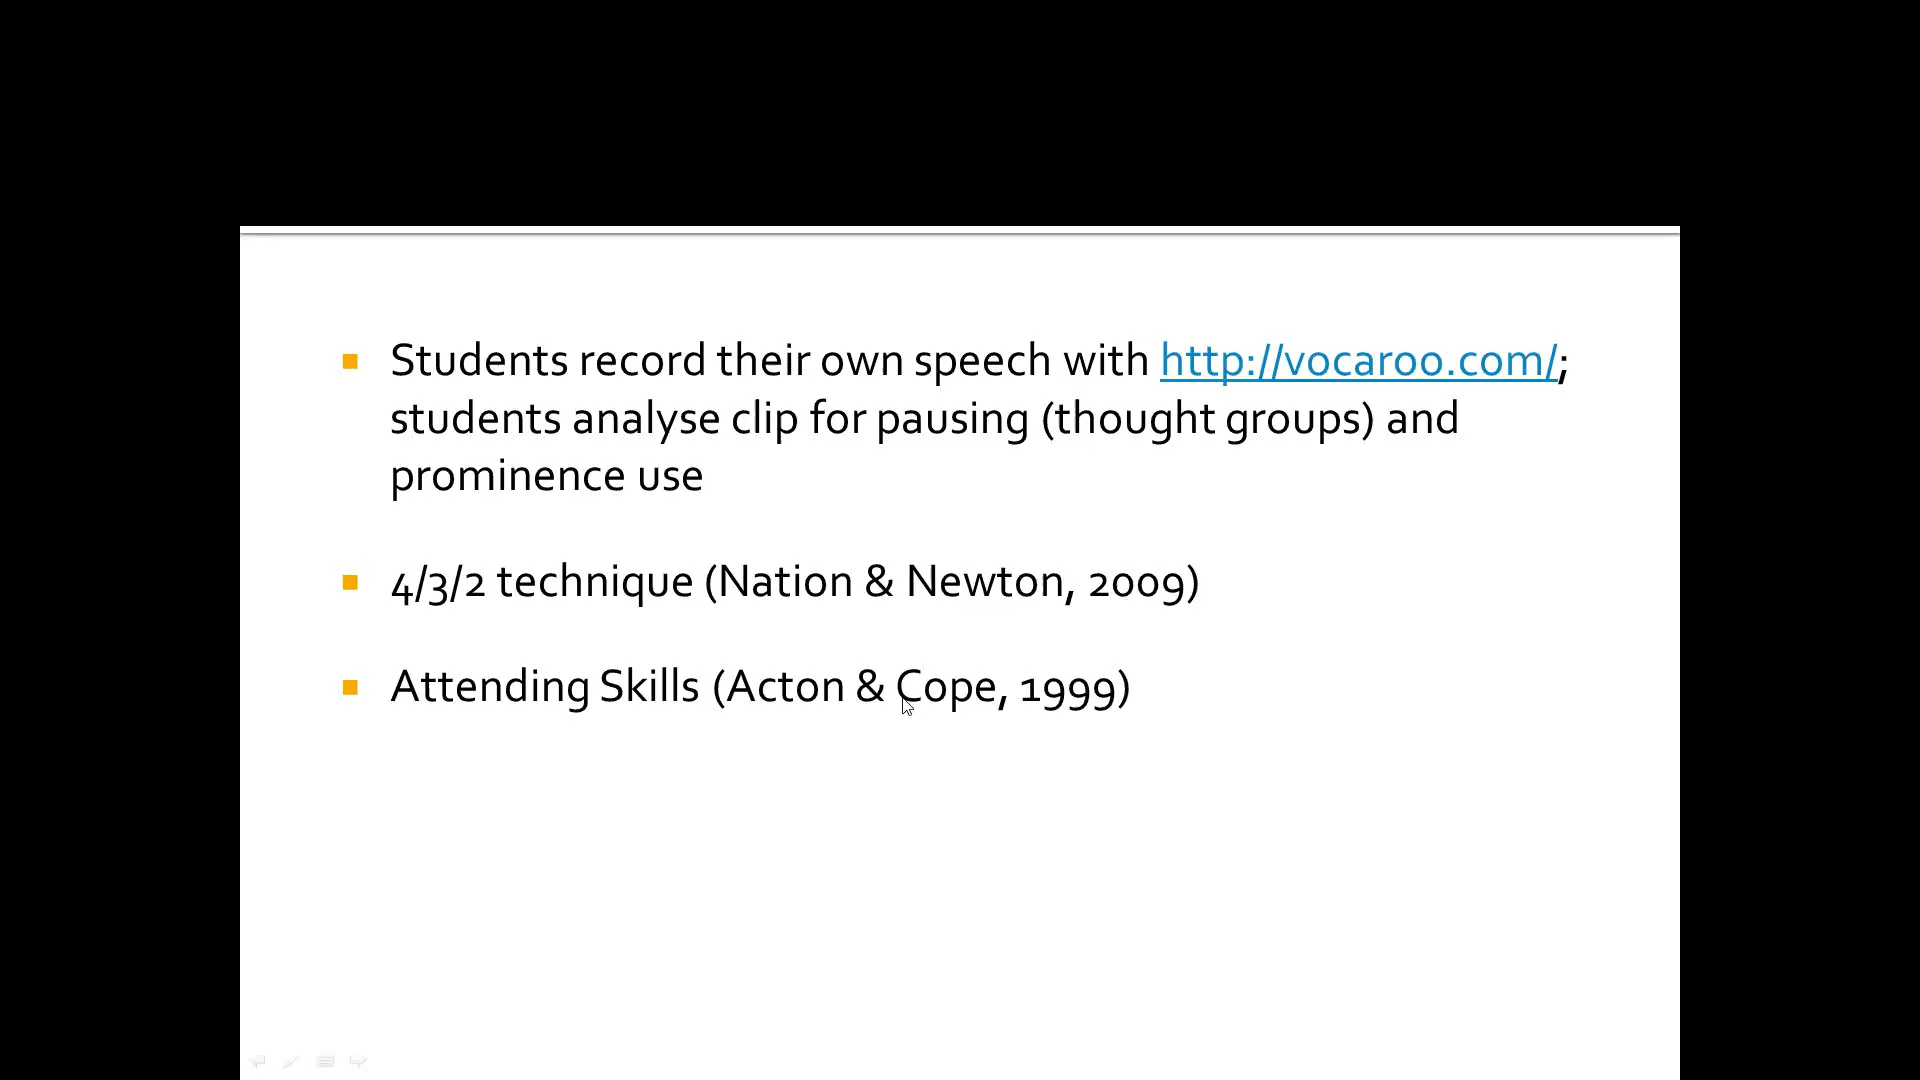 Students record their own speech with http://vocaroo.com/;
students analyse clip for pausing (thought groups) and
prominence use
4/3/2 technique (Nation & Newton, 2009)
Attending Skills (Acton & Cope, 1999)